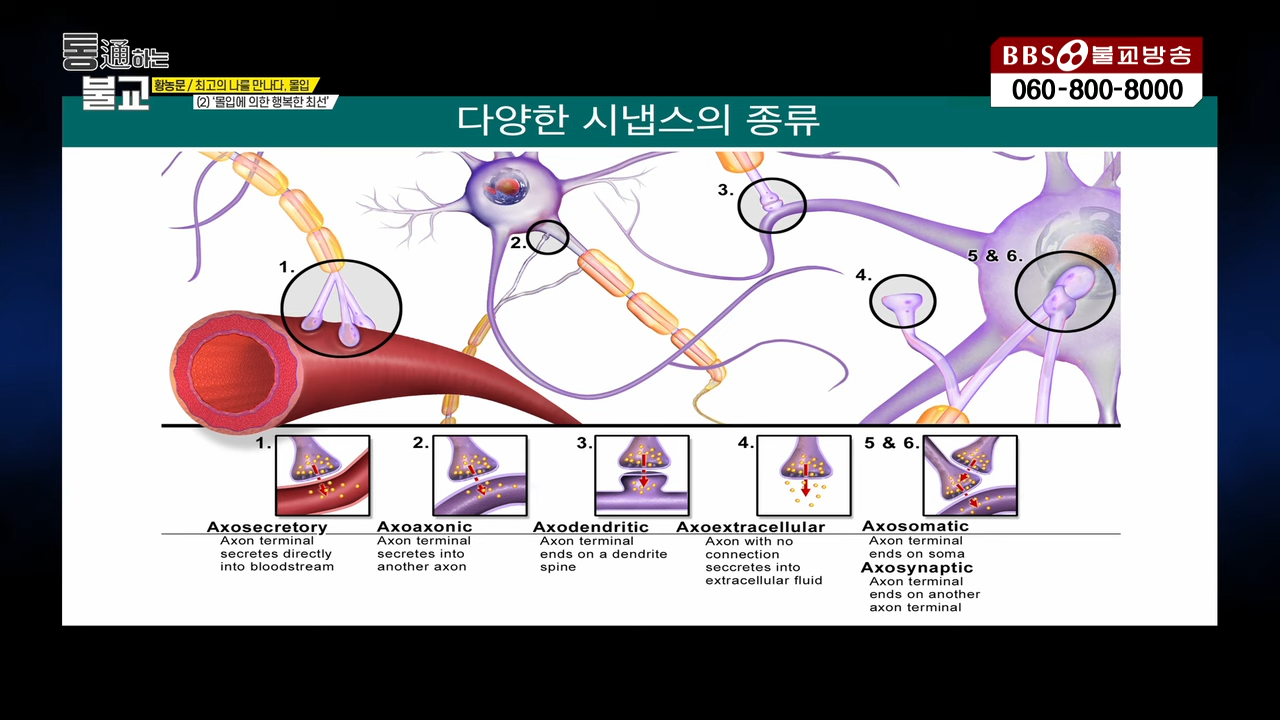 통通하는
불교
황농문 / 최고의 나를 만나다, 몰입
(2) '몰입에 의한 행복한 최선'
BBS 불교방송
060-800-8000
다양한 시냅스의 종류
1.
2.
3.
4.
5 & 6.
1.
2.
3.
4.
5 & 6.
Axosecretory
Axon terminal
secretes directly
into bloodstream
Axoaxonic
Axon terminal
secretes into
another axon
Axodendritic
Axon terminal
ends on a dendrite
spine
Axoextracellular
Axon with no
connection
seccretes into
extracellular fluid
Axosomatic
Axon terminal
ends on soma
Axosynaptic
Axon terminal
ends on another
axon terminal